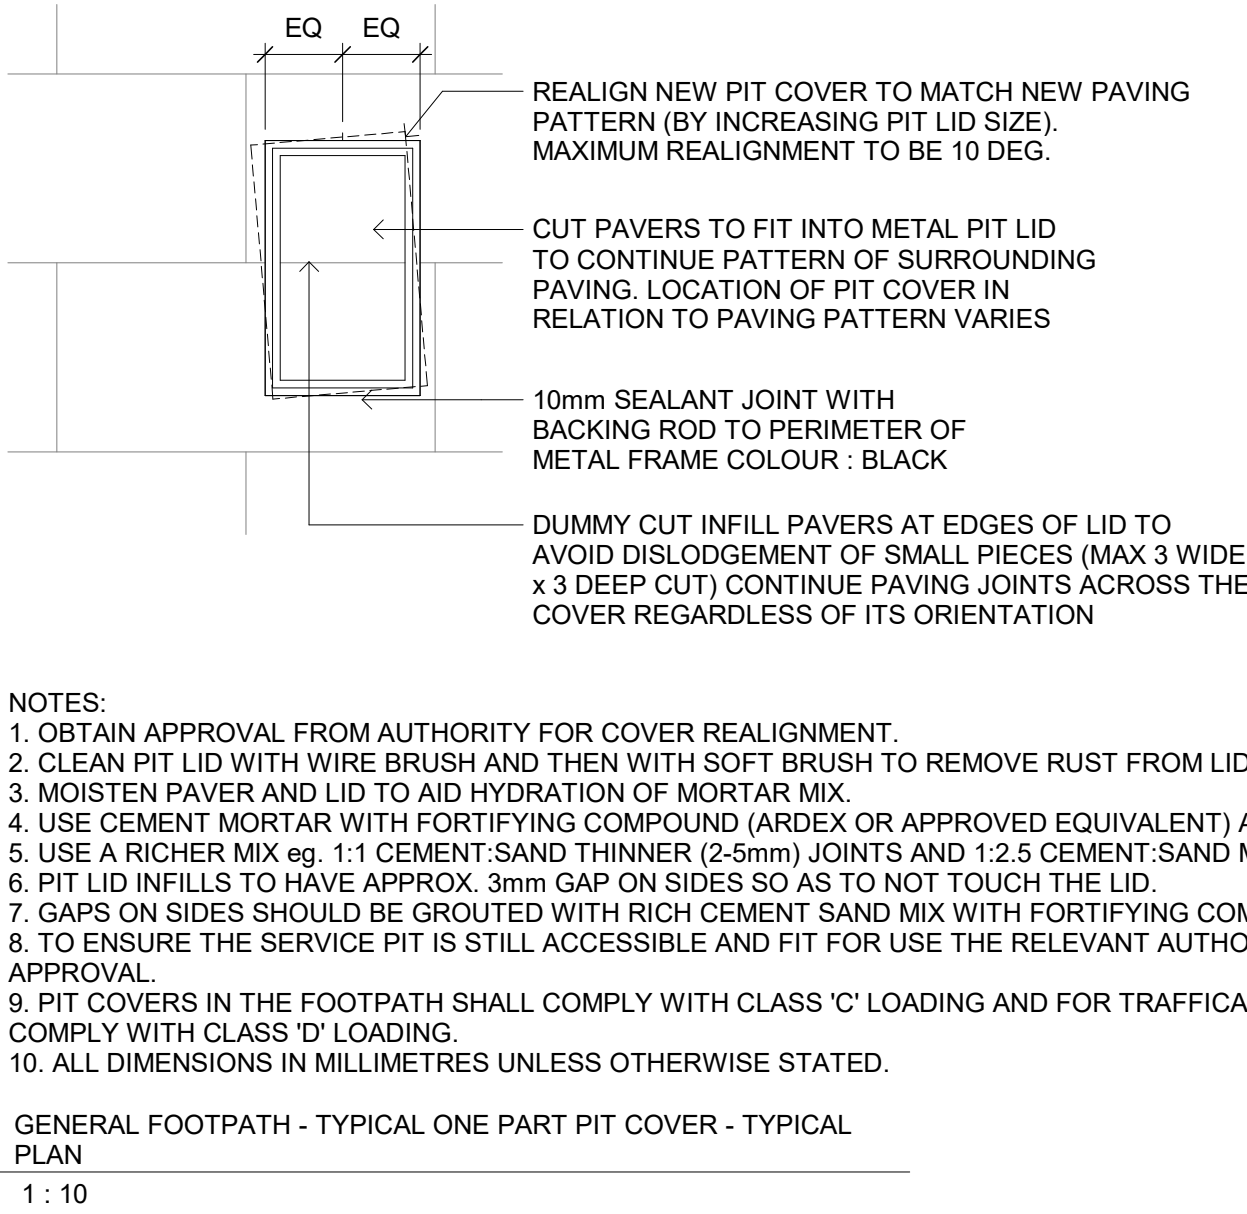 EQ EQ
REALIGN NEW PIT COVER TO MATCH NEW PAVING
PATTERN (BY INCREASING PIT LID SIZE).
MAXIMUM REALIGNMENT TO BE 10 DEG.
CUT PAVERS TO FIT INTO METAL PIT LID
TO CONTINUE PATTERN OF SURROUNDING
PAVING. LOCATION OF PIT COVER IN
RELATION TO PAVING PATTERN VARIES
10mm SEALANT JOINT WITH
BACKING ROD TO PERIMETER OF
METAL FRAME COLOUR : BLACK
DUMMY CUT INFILL PAVERS AT EDGES OF LID TO
AVOID DISLODGEMENT OF SMALL PIECES (MAX 3 WIDE
x 3 DEEP CUT) CONTINUE PAVING JOINTS ACROSS THE
COVER REGARDLESS OF ITS ORIENTATION
NOTES:
1. OBTAIN APPROVAL FROM AUTHORITY FOR COVER REALIGNMENT.
2. CLEAN PIT LID WITH WIRE BRUSH AND THEN WITH SOFT BRUSH TO REMOVE RUST FROM LID
3. MOISTEN PAVER AND LID TO AID HYDRATION OF MORTAR MIX.
4. USE CEMENT MORTAR WITH FORTIFYING COMPOUND (ARDEX OR APPROVED EQUIVALENT)
5. USE A RICHER MIX eg. 1:1 CEMENT:SAND THINNER (2-5mm) JOINTS AND 1:2.5 CEMENT:SAND
6. PIT LID INFILLS TO HAVE APPROX. 3mm GAP ON SIDES SO AS TO NOT TOUCH THE LID.
7. GAPS ON SIDES SHOULD BE GROUTED WITH RICH CEMENT SAND MIX WITH FORTIFYING
8. TO ENSURE THE SERVICE PIT IS STILL ACCESSIBLE AND FIT FOR USE THE RELEVANT
APPROVAL.
9. PIT COVERS IN THE FOOTPATH SHALL COMPLY WITH CLASS 'C' LOADING AND FOR
COMPLY WITH CLASS 'D' LOADING.
10. ALL DIMENSIONS IN MILLIMETRES UNLESS OTHERWISE STATED.
GENERAL FOOTPATH - TYPICAL ONE PART PIT COVER - TYPICAL
PLAN
1 : 10